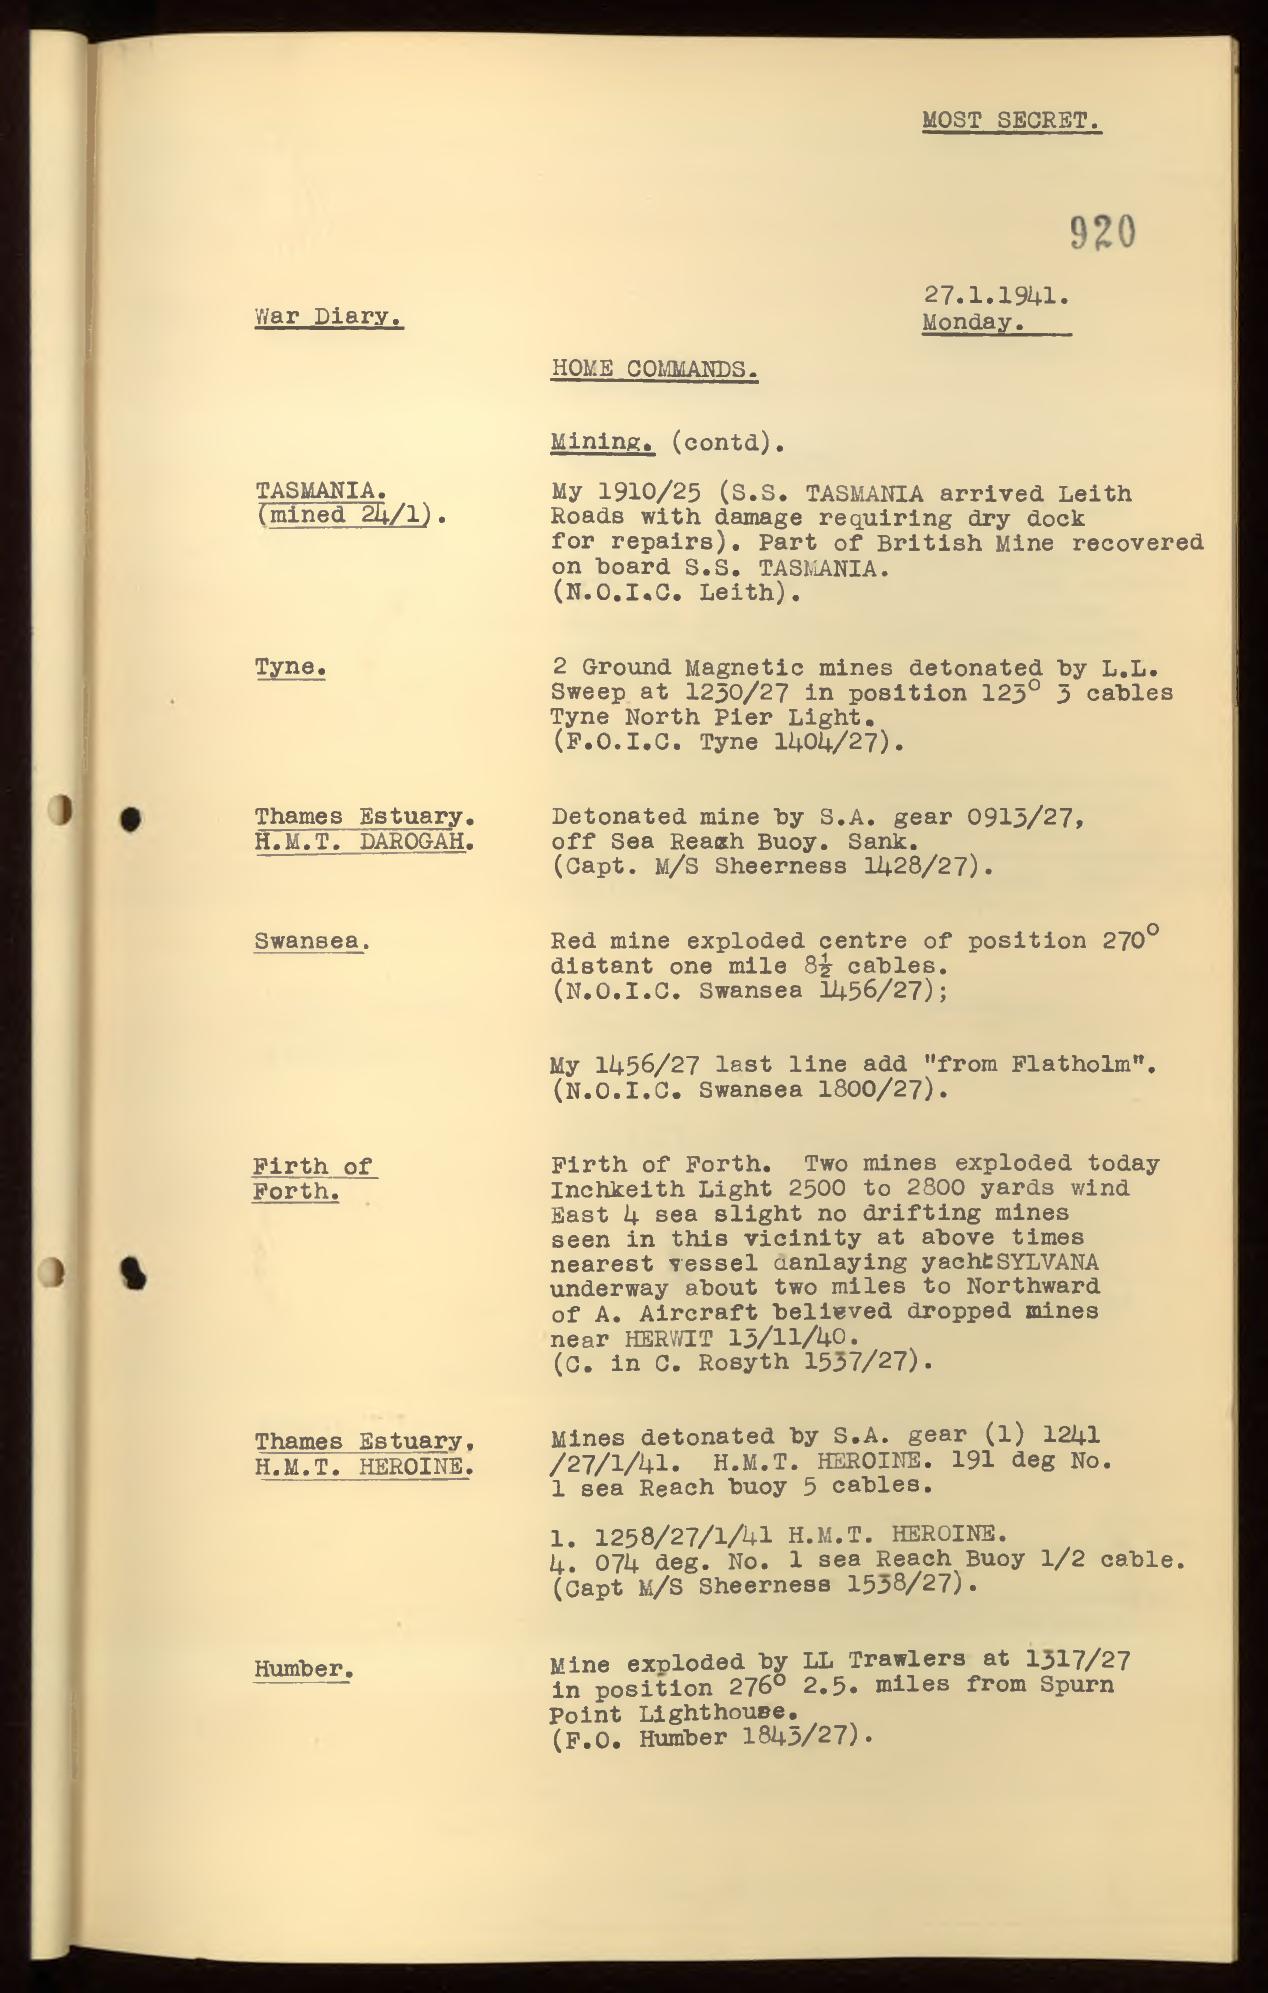 MOST SECRET.
920
27.1.1941.
War Diary.
Monday.
HOME COMMANDS.
Mining. (contd).
TASMANIA.
(mined 24/1).
My 1910/25 (S.S. TASMANIA arrived Leith
Roads with damage requiring dry dock
for repairs). Part of British Mine recovered
on board S.S. TASMANIA.
(N.O.I.C. Leith).
Tyne.
2 Ground Magnetic mines detonated by L.L.
Sweep at 1230/27 in position 123° 3 cables
Tyne North Pier Light.
(F.O.I.C. Tyne 1404/27).
Thames Estuary.
H.M.T. DAROGAH.
Detonated mine by S.A. gear 0913/27,
off Sea Reach Buoy. Sank.
(Capt. M/S Sheerness 1428/27).
Swansea.
Red mine exploded centre of position 270°
distant one mile 8½ cables.
(N.O.I.C. Swansea 1456/27);
My 1456/27 last line add "from Flatholm".
(N.O.I.C. Swansea 1800/27).
Firth of
Forth.
Firth of Forth. Two mines exploded today
Inchkeith Light 2500 to 2800 yards wind
East 4 sea slight no drifting mines
seen in this vicinity at above times
nearest vessel danlaying yacht SYLVANA
underway about two miles to Northward
of A. Aircraft believed dropped mines
near HERWIT 13/11/40.
(C. in C. Rosyth 1537/27).
Thames Estuary,
H.M.T. HEROINE.
Mines detonated by S.A. gear (1) 1241
/27/1/41. H.M.T. HEROINE. 191 deg No.
1 sea Reach buoy 5 cables.
1. 1258/27/1/41 H.M.T. HEROINE.
4. 074 deg. No. 1 sea Reach Buoy 1/2 cable.
(Capt M/S Sheerness 1538/27).
Humber.
Mine exploded by LL Trawlers at 1317/27
in position 276° 2.5. miles from Spurn
Point Lighthouse.
(F.O. Humber 1843/27).